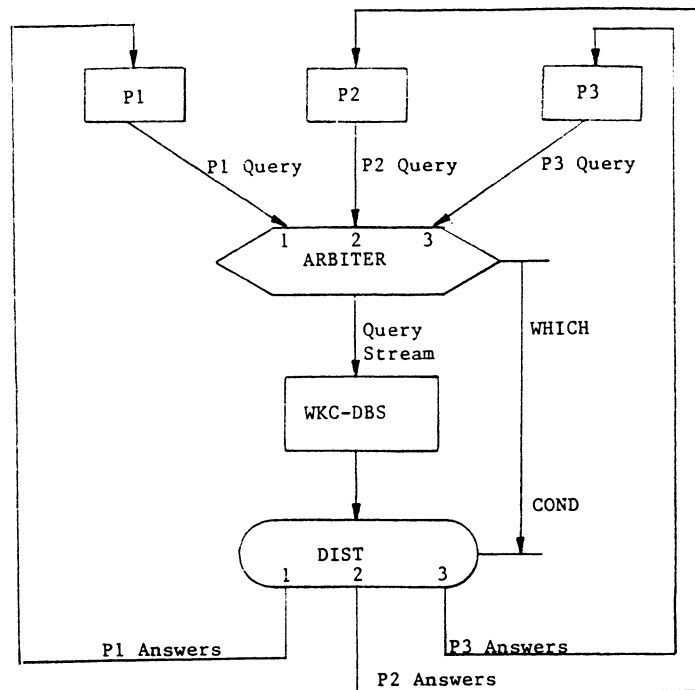 P1
P2
P3
P1 Query
P2 Query
P3 Query
1 2 3
ARBITER
Query
Stream
WHICH
WKC-DBS
COND
DIST
1 2 3
P1 Answers
P3 Answers
P2 Answers